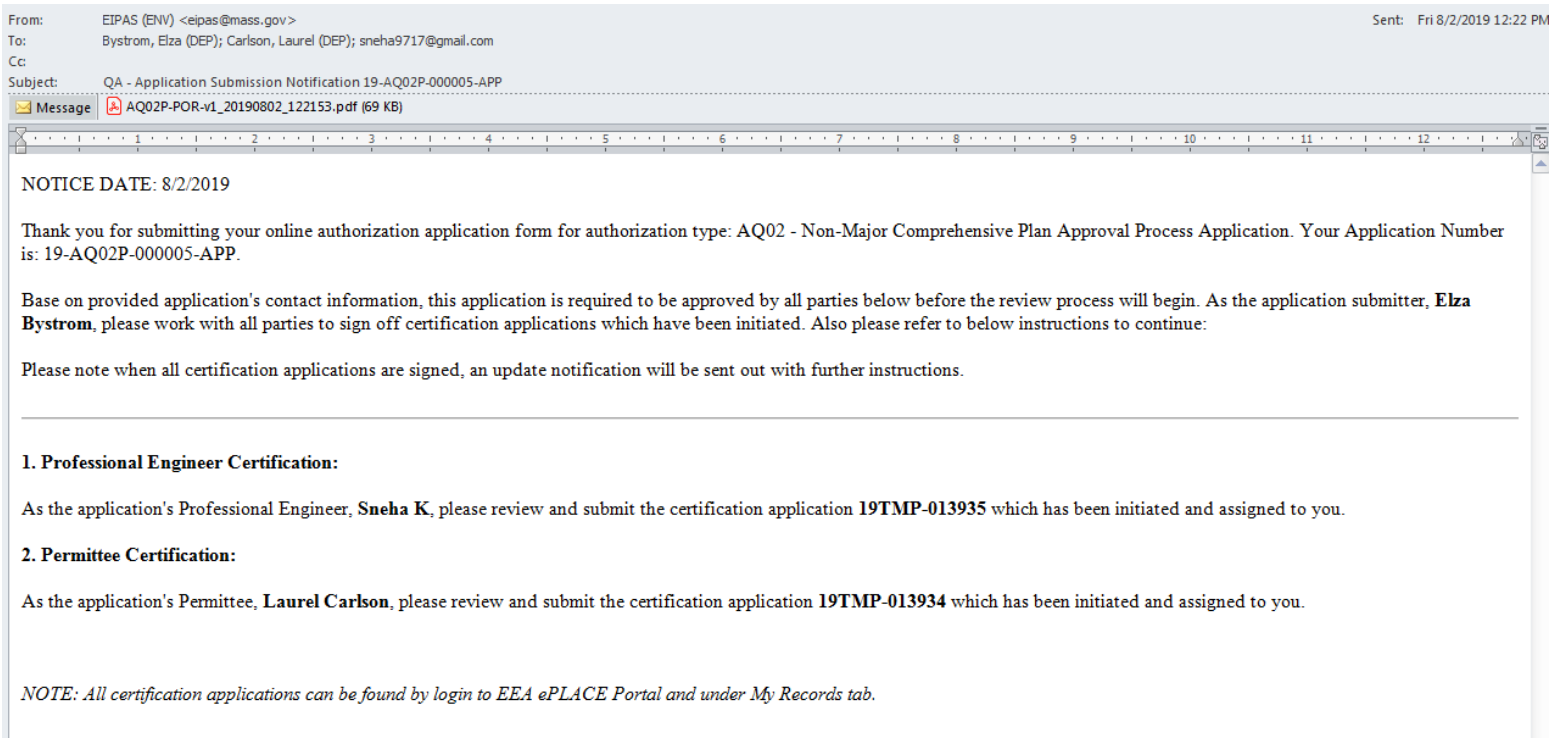 From: EIPAS (ENV) <eipas@mass.gov> Sent: Fri 8/2/2019 12:22 PM
To: Bystrom, Elza (DEP); Carlson, Laurel (DEP); sneha9717@gmail.com
Cc:
Subject: QA - Application Submission Notification 19-AQ02P-000005-APP
Message AQ02P-POR-v1_20190802_122153.pdf (69 KB)
1 2 3 4 5 6 7 8 9 10 11 12
NOTICE DATE: 8/2/2019
Thank you for submitting your online authorization application form for authorization type: AQ02 - Non-Major Comprehensive Plan Approval Process Application. Your Application Number
is: 19-AQ02P-000005-APP.
Base on provided application's contact information, this application is required to be approved by all parties below before the review process will begin. As the application submitter, Elza
Bystrom, please work with all parties to sign off certification applications which have been initiated. Also please refer to below instructions to continue:
Please note when all certification applications are signed, an update notification will be sent out with further instructions.
1. Professional Engineer Certification:
As the application's Professional Engineer, Sneha K, please review and submit the certification application 19TMP-013935 which has been initiated and assigned to you.
2. Permittee Certification:
As the application's Permittee, Laurel Carlson, please review and submit the certification application 19TMP-013934 which has been initiated and assigned to you.
NOTE: All certification applications can be found by login to EEA ePLACE Portal and under My Records tab.